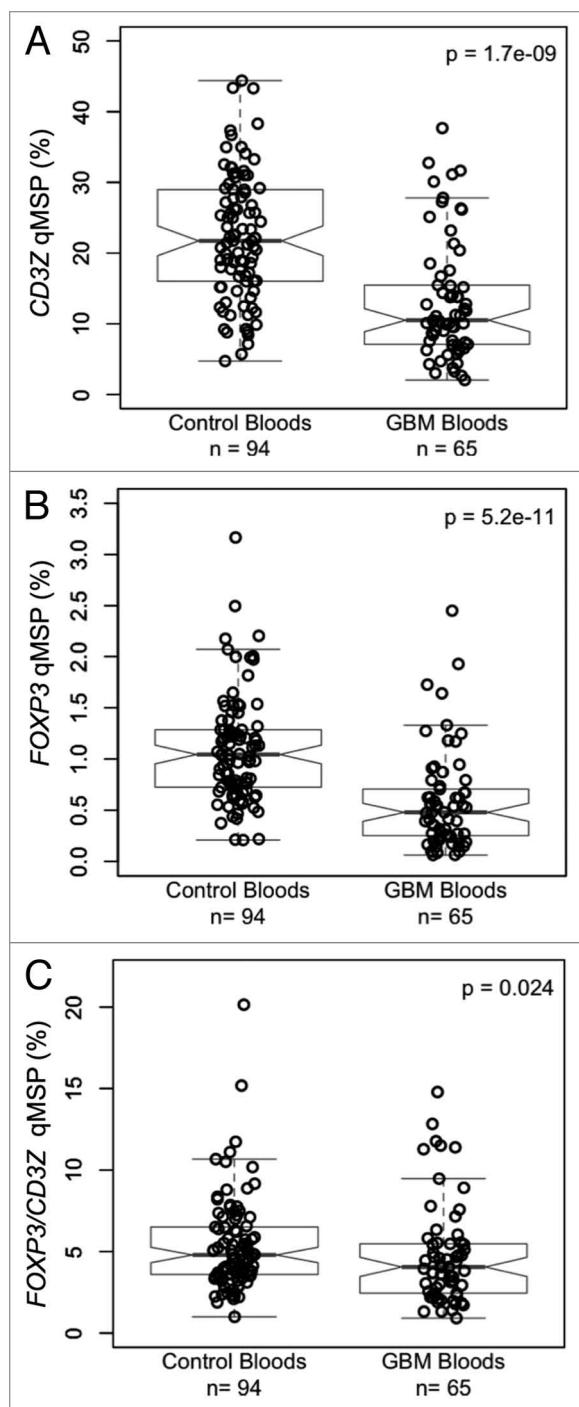 A
CD3Z qMSP (%)
50
40
30
20
10
0
p = 1.7e-09
Control Bloods
n = 94
GBM Bloods
n = 65
B
FOXP3 qMSP (%)
3.5
3.0
2.5
2.0
1.5
1.0
0.5
0.0
p = 5.2e-11
Control Bloods
n= 94
GBM Bloods
n= 65
C
FOXP3/CD3Z qMSP (%)
20
15
10
5
0
p = 0.024
Control Bloods
n= 94
GBM Bloods
n= 65